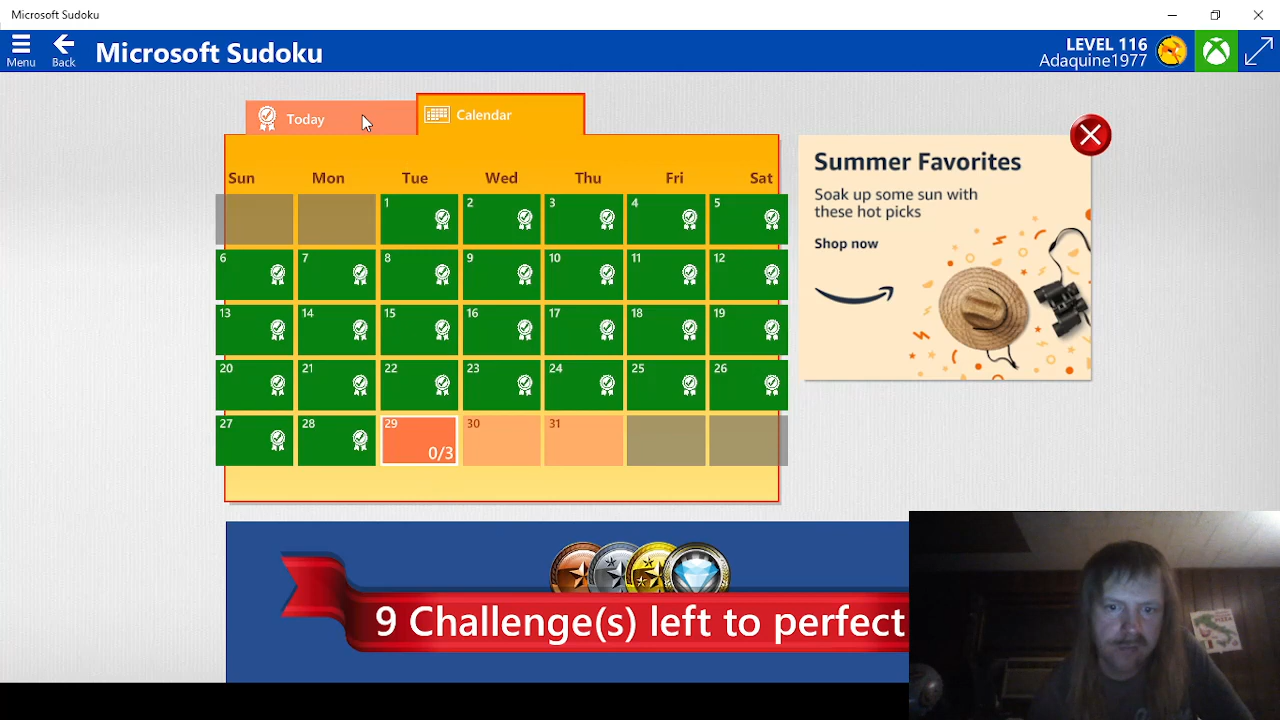 Microsoft Sudoku
Menu
Back
Microsoft Sudoku
LEVEL 116
Adaquine1977
Today
Calendar
Sun Mon Tue Wed Thu Fri Sat
1 2 3 4 5
6 7 8 9 10 11 12
13 14 15 16 17 18 19
20 21 22 23 24 25 26
27 28 29 30 31
0/3
Summer Favorites
Soak up some sun with
these hot picks
Shop now
9 Challenge(s) left to perfect
PIZZA